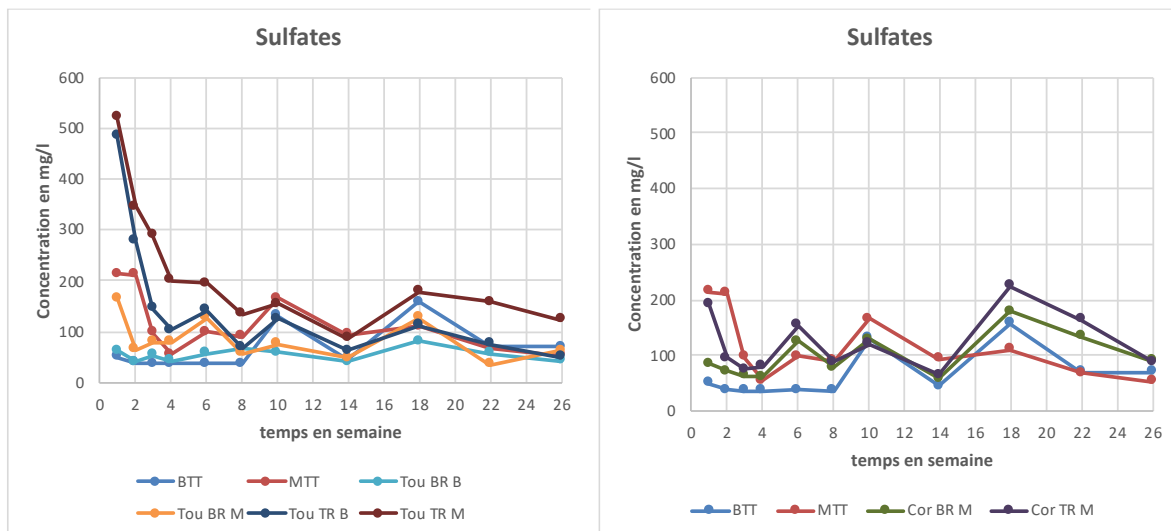 Sulfates
Concentration en mg/l
600
500
400
300
200
100
0
0 2 4 6 8 10 12 14 16 18 20 22 24 26
temps en semaine
BTT MTT Tou BR B
Tou BR M Tou TR B Tou TR M
Sulfates
Concentration en mg/l
600
500
400
300
200
100
0
0 2 4 6 8 10 12 14 16 18 20 22 24 26
temps en semaine
BTT MTT Cor BR M Cor TR M